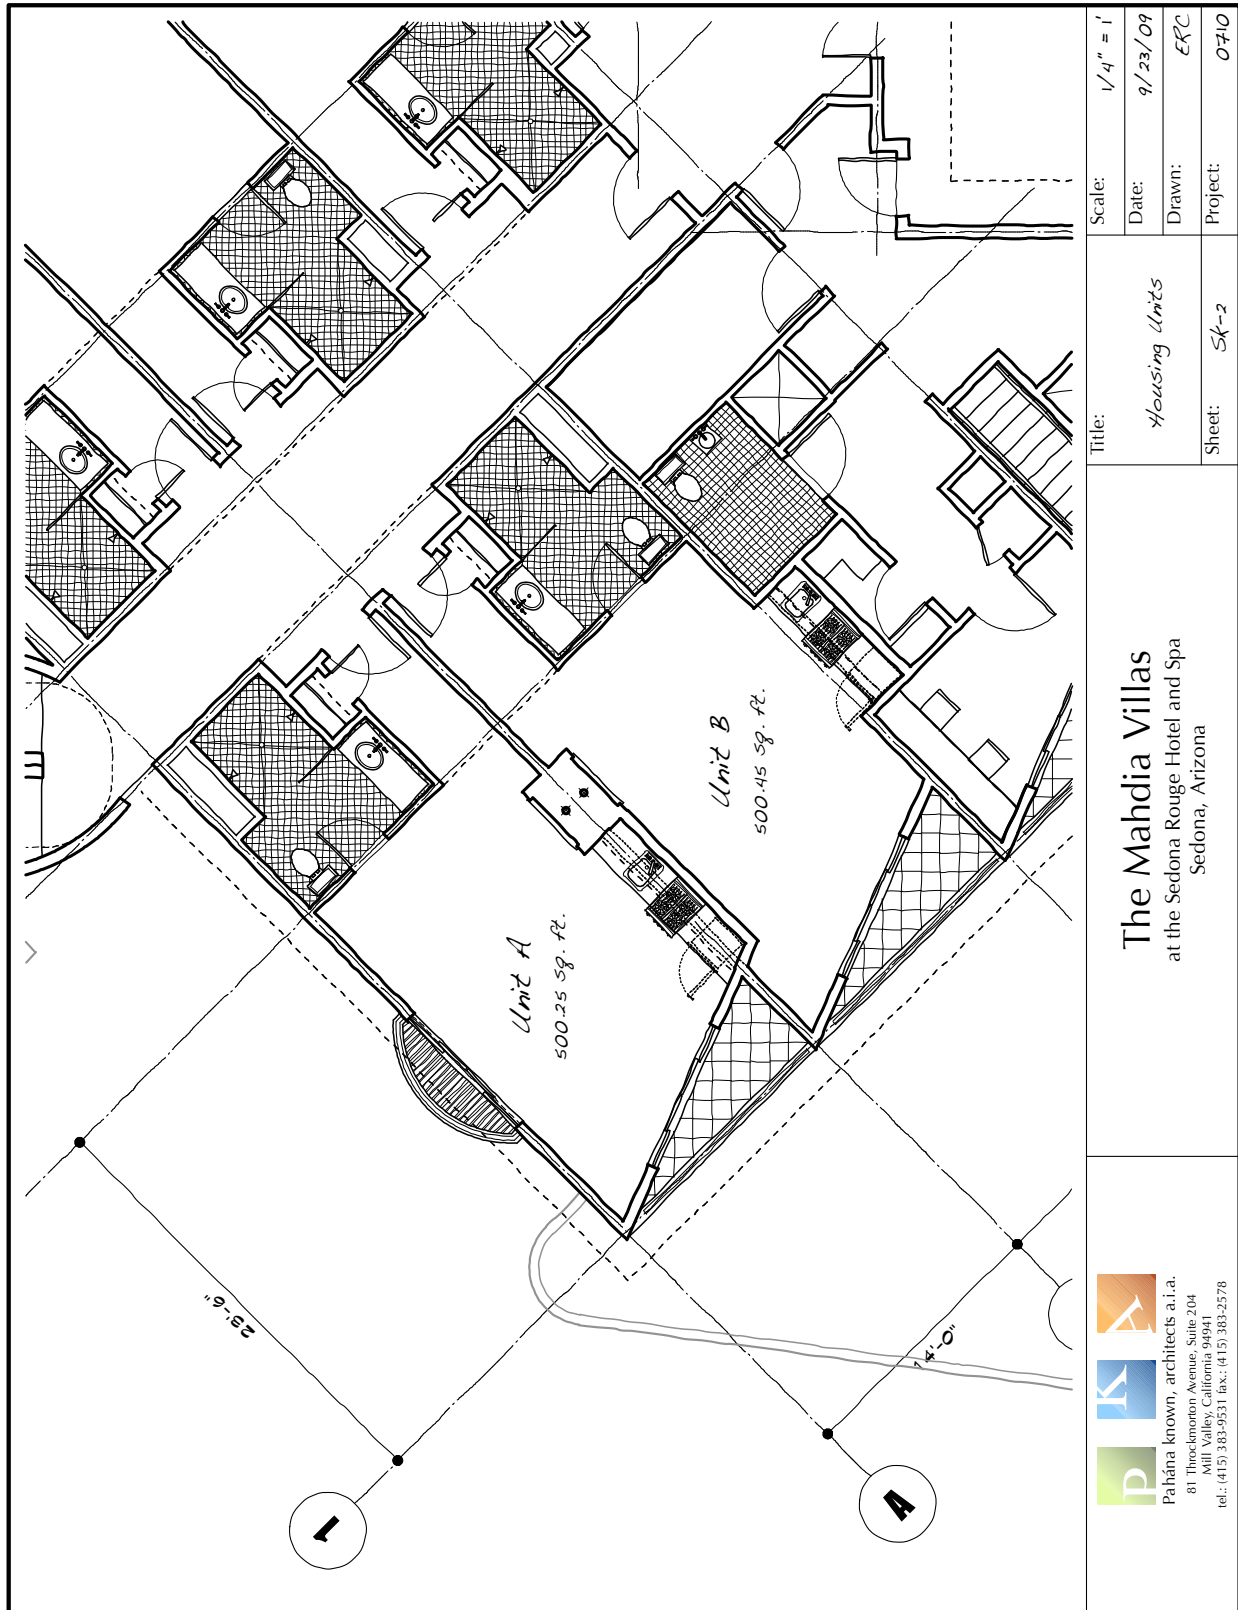 Unit A
500.25 sq. ft.
Unit B
500.45 sq. ft.
23'-6"
14'-0"
1
A
P K A
Pahána known, architects a.i.a.
81 Throckmorton Avenue, Suite 204
Mill Valley, California 94941
tel.: (415) 383-9531 fax.: (415) 383-2578
The Mahdia Villas
at the Sedona Rouge Hotel and Spa
Sedona, Arizona
Title:
Housing Units
Sheet: SK-2
Scale: 1/4" = 1'
Date: 9/23/09
Drawn: ERC
Project: 0710